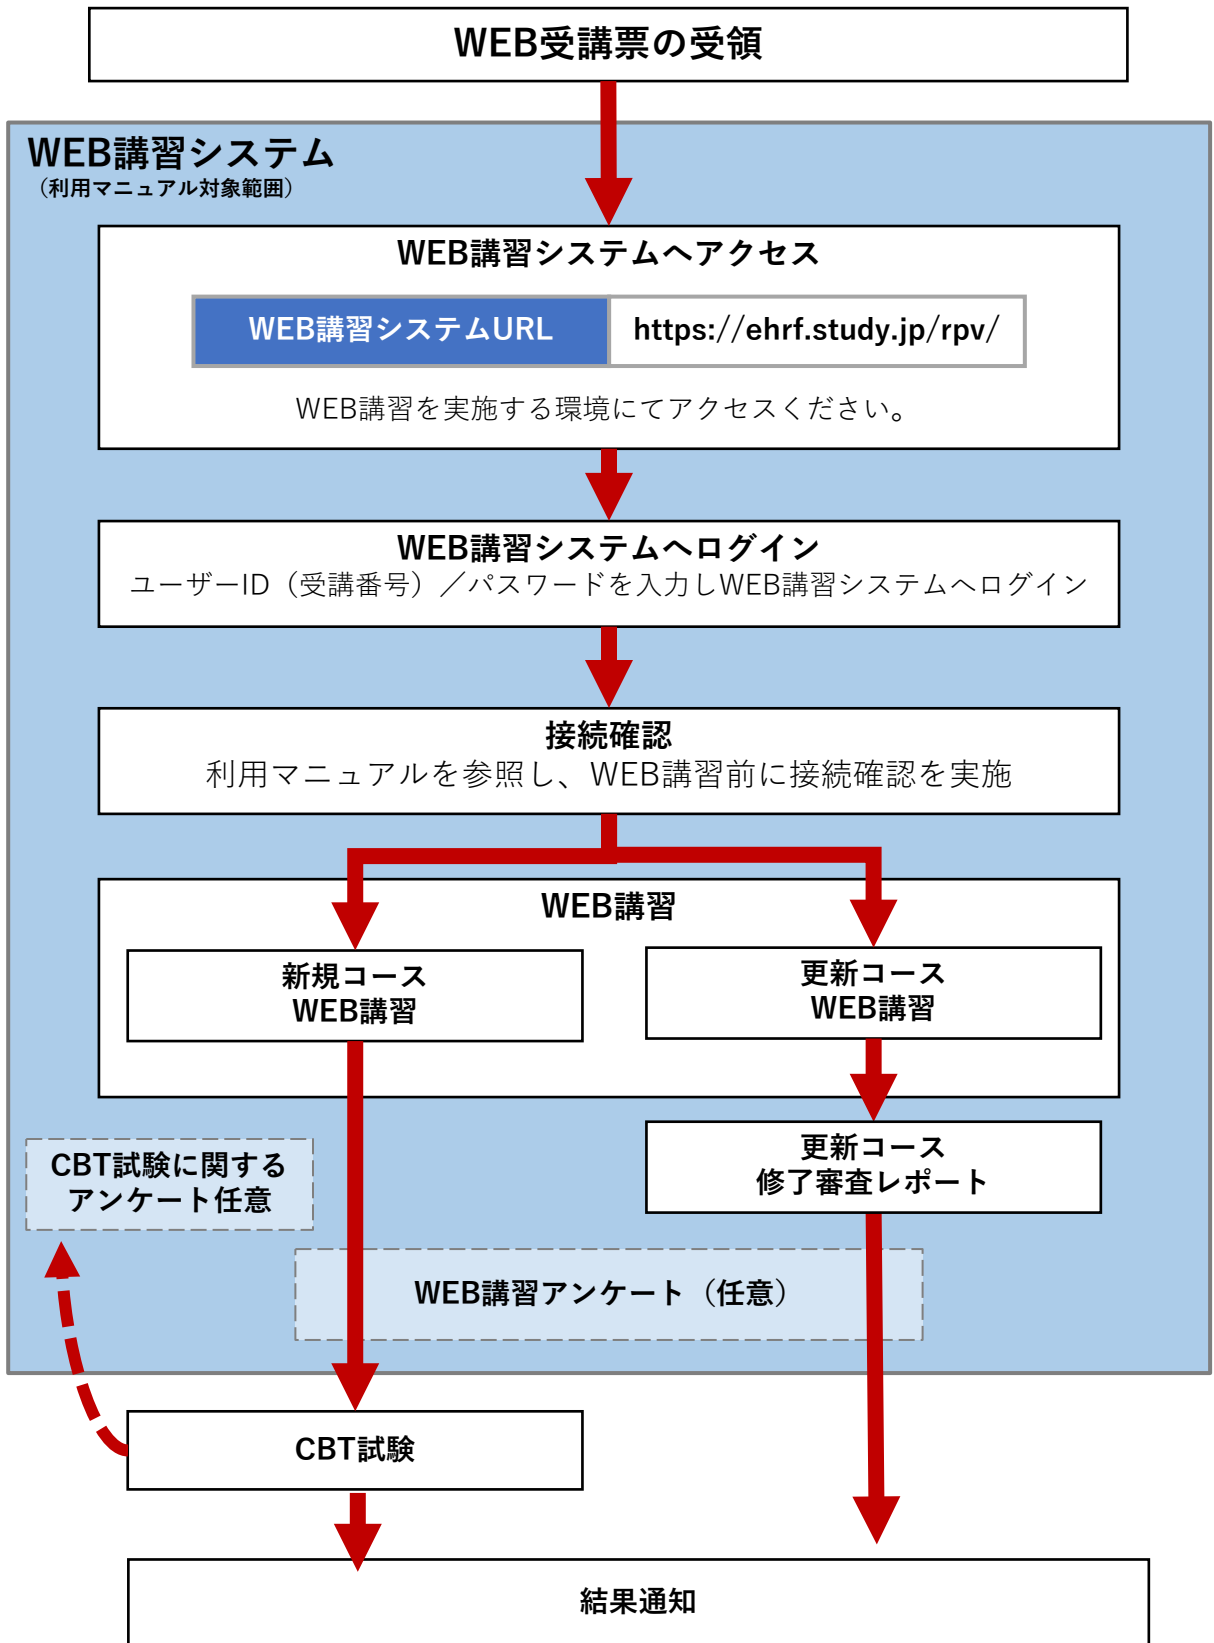 WEB受講票の受領
WEB講習システム
（利用マニュアル対象範囲）
WEB講習システムへアクセス
WEB講習システムURL
https://ehrf.study.jp/rpv/
WEB講習を実施する環境にてアクセスください。
WEB講習システムへログイン
ユーザーID（受講番号）／パスワードを入力しWEB講習システムへログイン
接続確認
利用マニュアルを参照し、WEB講習前に接続確認を実施
WEB講習
新規コース
WEB講習
更新コース
WEB講習
更新コース
修了審査レポート
CBT試験に関する
アンケート任意
WEB講習アンケート（任意）
CBT試験
結果通知